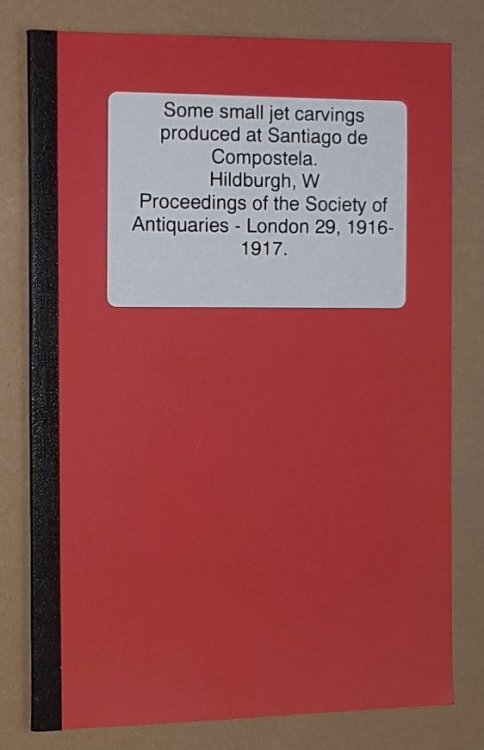 Some small jet carvings
produced at Santiago de
Compostela.
Hildburgh, W
Proceedings of the Society of
Antiquaries - London 29, 1916-
1917.